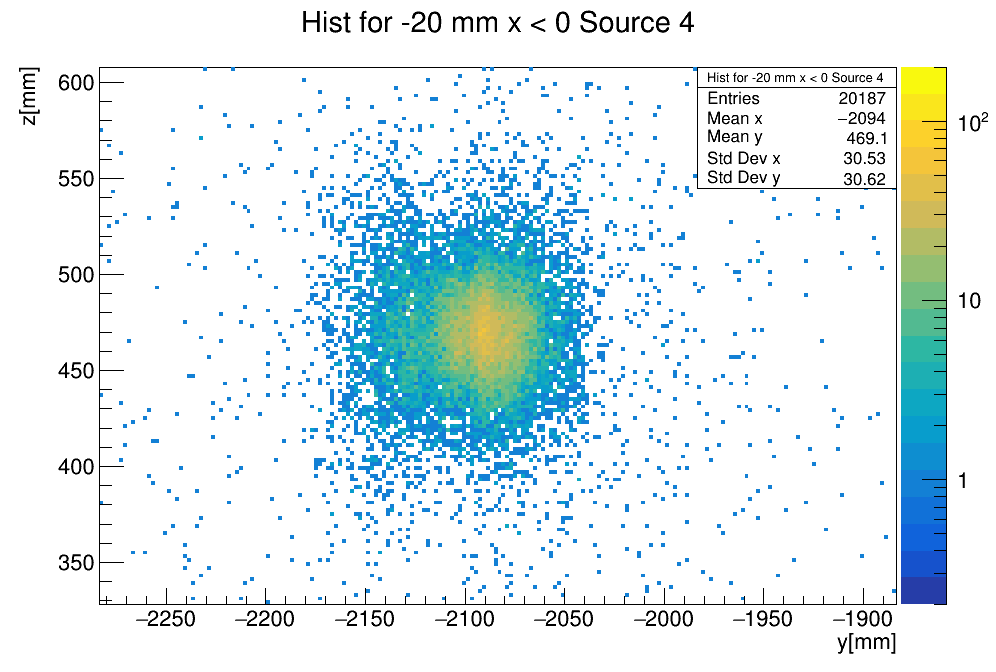 Hist for -20 mm x < 0 Source 4
z[mm]
Hist for -20 mm x < 0 Source 4
Entries 20187
Mean x −2094
Mean y 469.1
Std Dev x 30.53
Std Dev y 30.62
600
550
500
450
400
350
10²
10
1
−2250 −2200 −2150 −2100 −2050 −2000 −1950 −1900
y[mm]